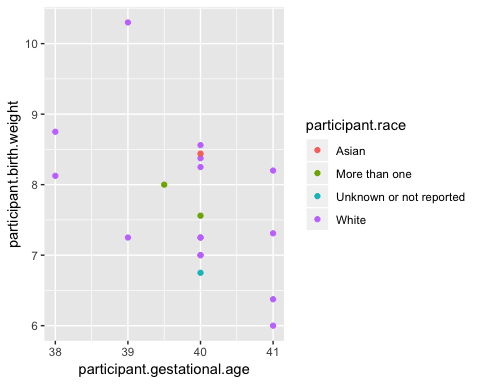 10
9
8
7
6
participant.birth.weight
38 39 40 41
participant.gestational.age
participant.race
Asian
More than one
Unknown or not reported
White